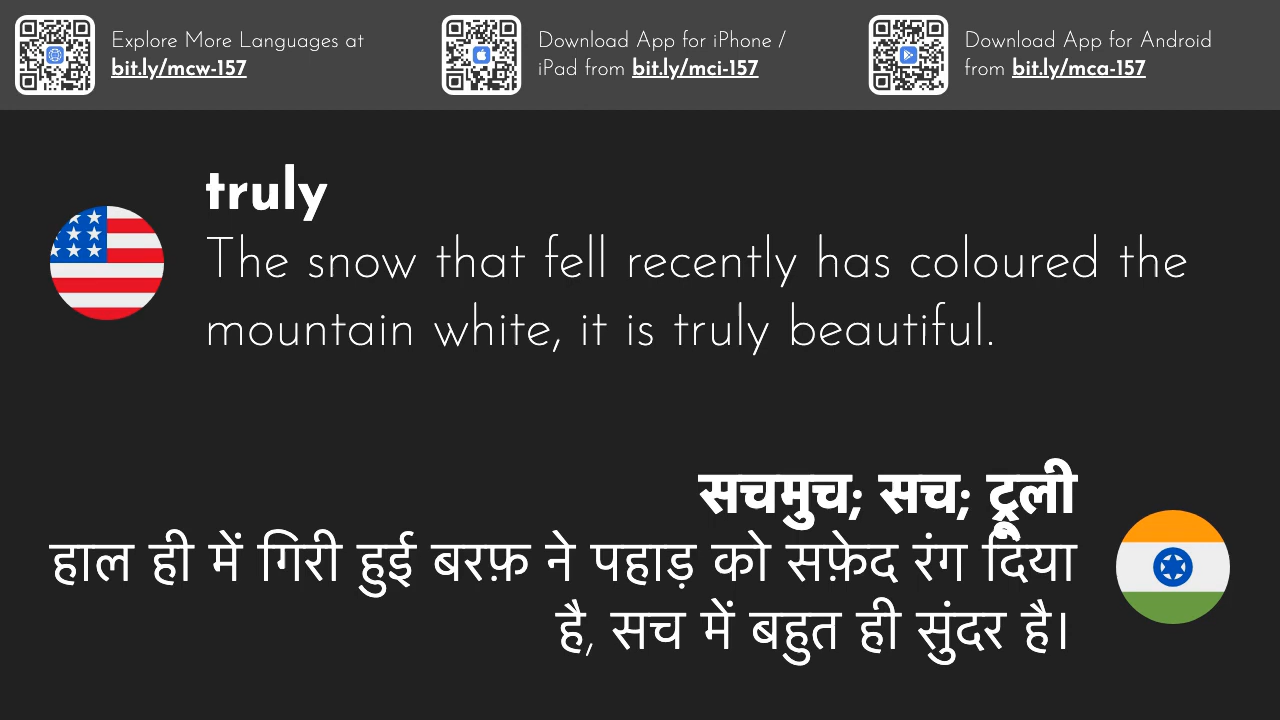 Explore More Languages at
bit.ly/mcw-157
Download App for iPhone /
iPad from bit.ly/mci-157
Download App for Android
from bit.ly/mca-157
truly
The snow that fell recently has coloured the
mountain white, it is truly beautiful.
सचमुच; सच; ट्रूली
हाल ही में गिरी हुई बरफ़ ने पहाड़ को सफ़ेद रंग दिया
है, सच में बहुत ही सुंदर है।